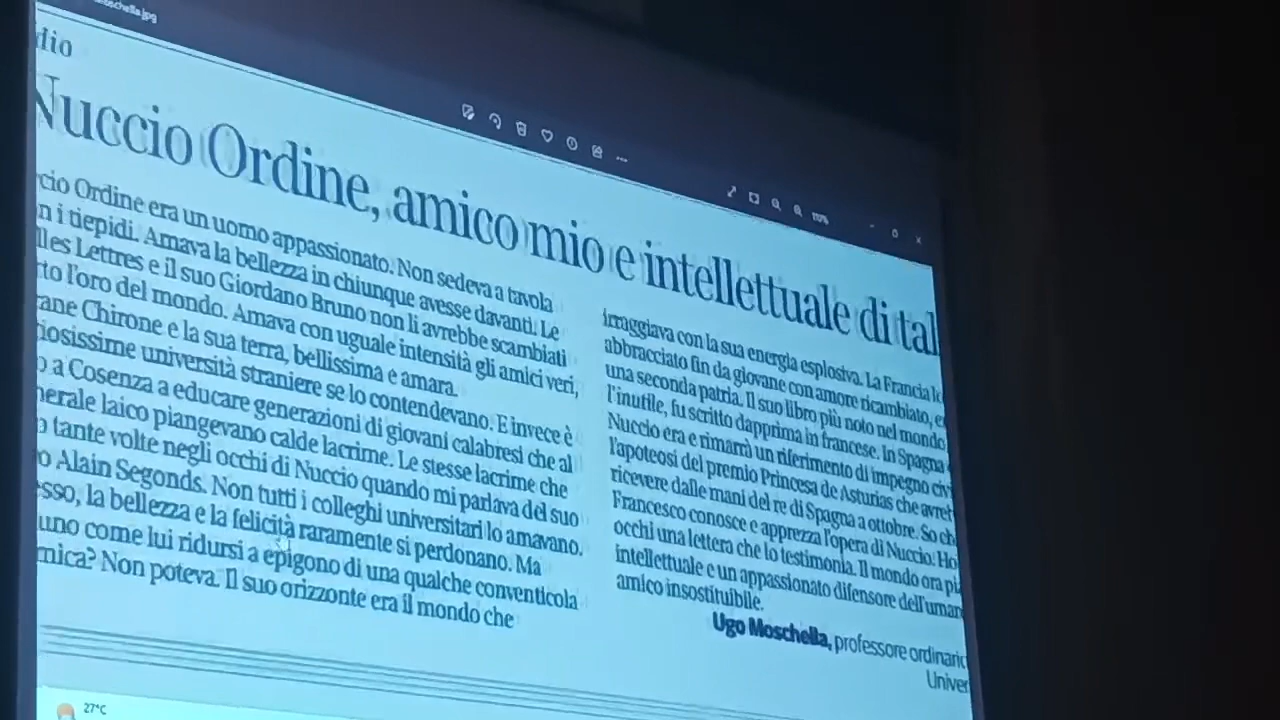 oschella.jpg
dio
Nuccio Ordine, amico mio e intellettuale di tal
110%
cio Ordine era un uomo appassionato. Non sedeva a tavola
n i tiepidi. Amava la bellezza in chiunque avesse davanti. Le
lles Lettres e il suo Giordano Bruno non li avrebbe scambiati
rto l'oro del mondo. Amava con uguale intensità gli amici veri,
ane Chirone e la sua terra, bellissima e amara.
iosissime università straniere se lo contendevano. E invece è
o a Cosenza a educare generazioni di giovani calabresi che al
nerale laico piangevano calde lacrime. Le stesse lacrime che
o tante volte negli occhi di Nuccio quando mi parlava del suo
o Alain Segonds. Non tutti i colleghi universitari lo amavano.
esso, la bellezza e la felicità raramente si perdonano. Ma
uno come lui ridursi a epigono di una qualche conventicola
mica? Non poteva. Il suo orizzonte era il mondo che
irraggiava con la sua energia esplosiva. La Francia lo
abbracciato fin da giovane con amore ricambiato, e
una seconda patria. Il suo libro più noto nel mondo
l'inutile, fu scritto dapprima in francese. In Spagna
Nuccio era e rimarrà un riferimento di impegno civi
l'apoteosi del premio Princesa de Asturias che avret
ricevere dalle mani del re di Spagna a ottobre. So ch
Francesco conosce e apprezza l'opera di Nuccio: Ho
occhi una lettera che lo testimonia. Il mondo ora pi
intellettuale e un appassionato difensore dell'uman
amico insostituibile.
Ugo Moschella, professore ordinario
Univer
27°C